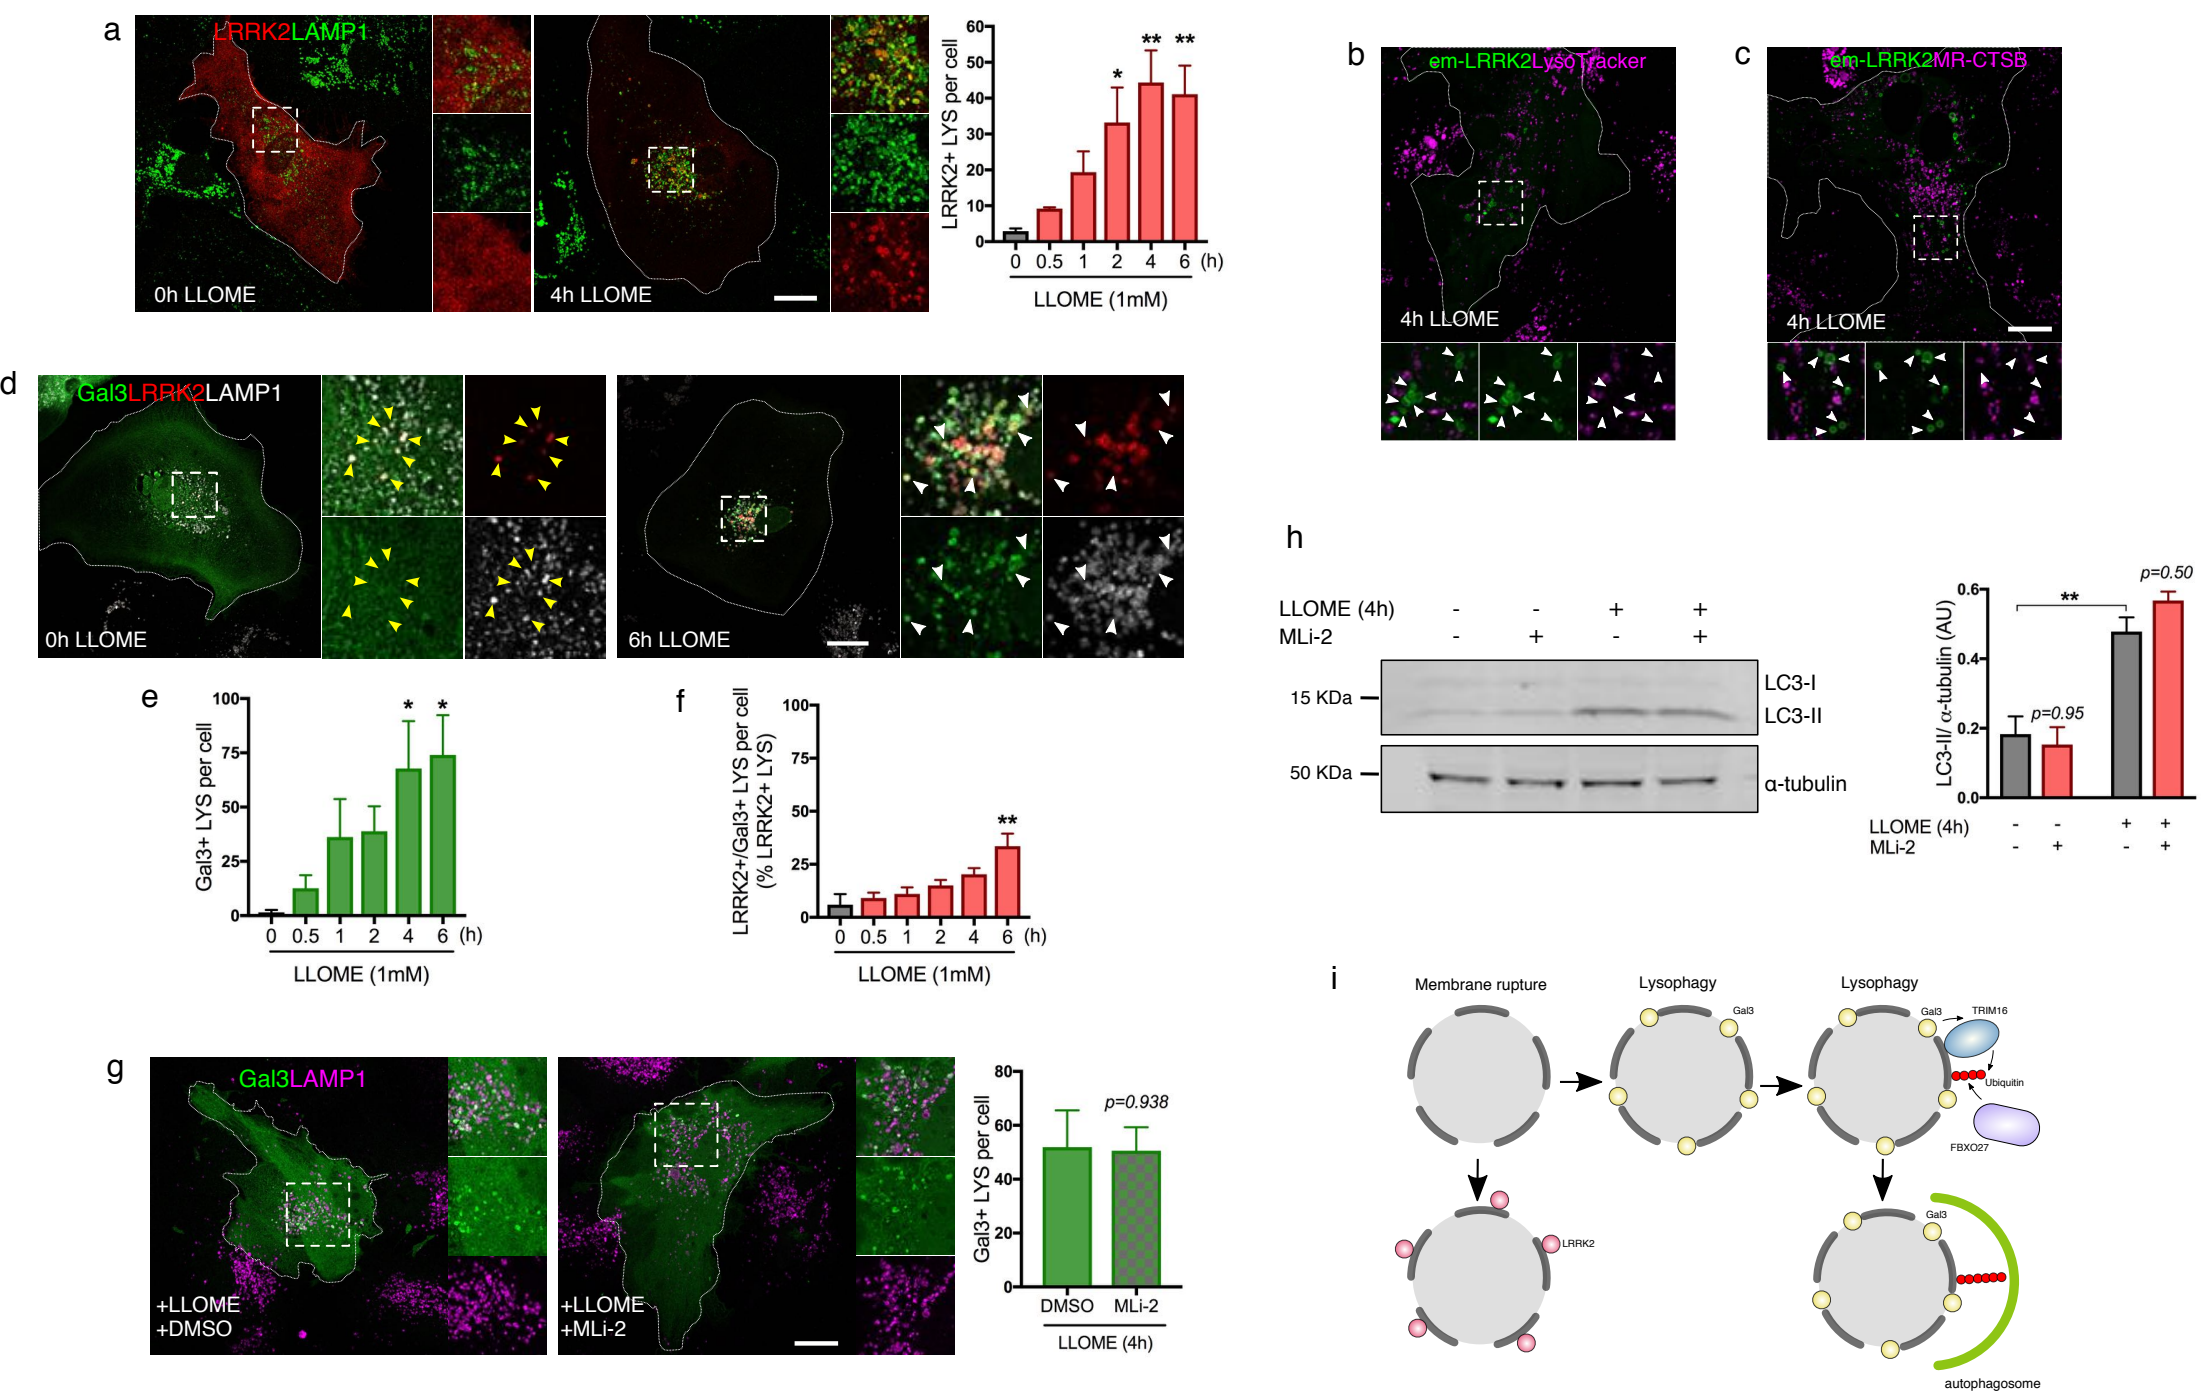 a
LRRK2LAMP1
0h LLOME
4h LLOME
LRRK2+ LYS per cell
60
50
40
30
20
10
0
*
**
**
0 0.5 1 2 4 6 (h)
LLOME (1mM)
b
em-LRRK2LysoTracker
4h LLOME
c
em-LRRK2MR-CTSB
4h LLOME
d
Gal3LRRK2LAMP1
0h LLOME
6h LLOME
e
Gal3+ LYS per cell
100
75
50
25
0
*
*
0 0.5 1 2 4 6 (h)
LLOME (1mM)
f
LRRK2+/Gal3+ LYS per cell
(% LRRK2+ LYS)
100
75
50
25
0
**
0 0.5 1 2 4 6 (h)
LLOME (1mM)
g
Gal3LAMP1
+LLOME
+DMSO
+LLOME
+MLi-2
Gal3+ LYS per cell
80
60
40
20
0
p=0.938
DMSO MLi-2
LLOME (4h)
h
LLOME (4h) - - + +
MLi-2 - + - +
15 KDa
LC3-I
LC3-II
50 KDa
α-tubulin
LC3-II/ α-tubulin (AU)
0.6
0.4
0.2
0.0
p=0.95
**
p=0.50
LLOME (4h) - - + +
MLi-2 - + - +
i
Membrane rupture
Lysophagy
Lysophagy
Gal3
Gal3
TRIM16
Ubiquitin
FBXO27
LRRK2
Gal3
autophagosome